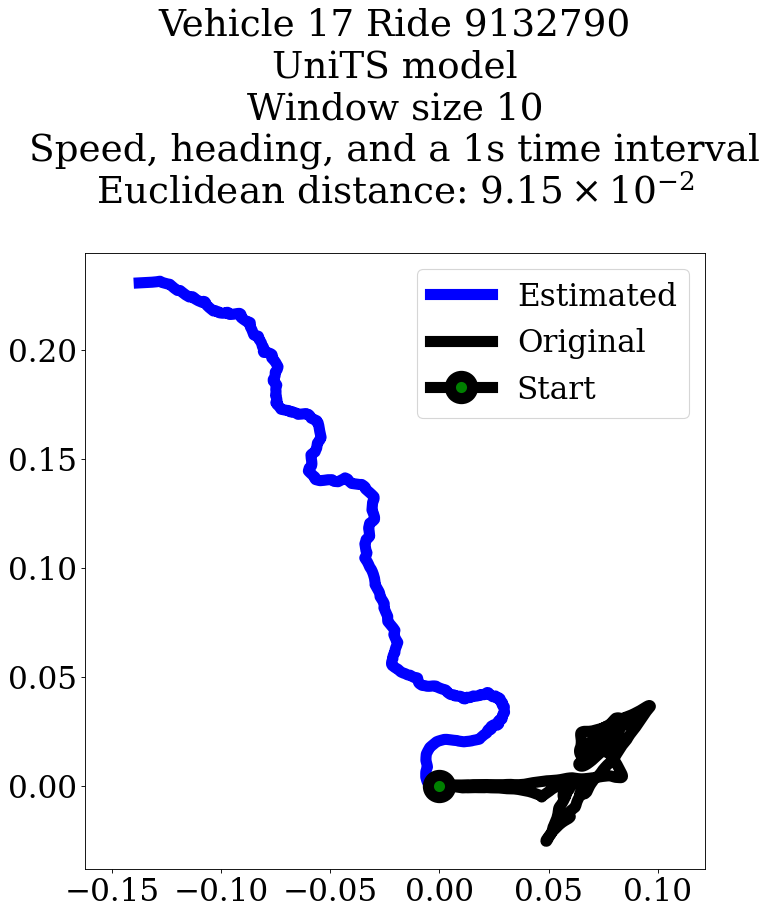 Vehicle 17 Ride 9132790
UniTS model
Window size 10
Speed, heading, and a 1s time interval
Euclidean distance: 9.15 × 10⁻²
Estimated
Original
Start
0.20
0.15
0.10
0.05
0.00
−0.15 −0.10 −0.05 0.00 0.05 0.10